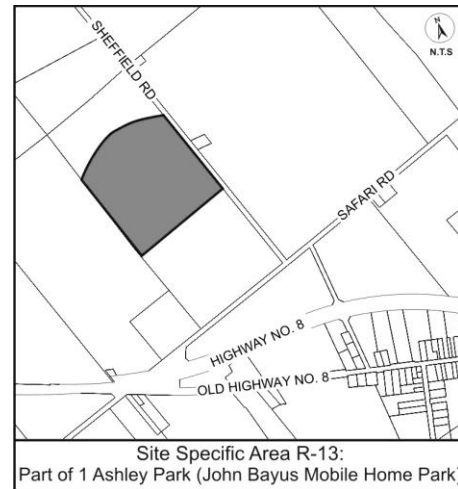 N
N.T.S
SHEFFIELD RD
SAFARI RD
HIGHWAY NO. 8
OLD HIGHWAY NO. 8
Site Specific Area R-13:
Part of 1 Ashley Park (John Bayus Mobile Home Park)